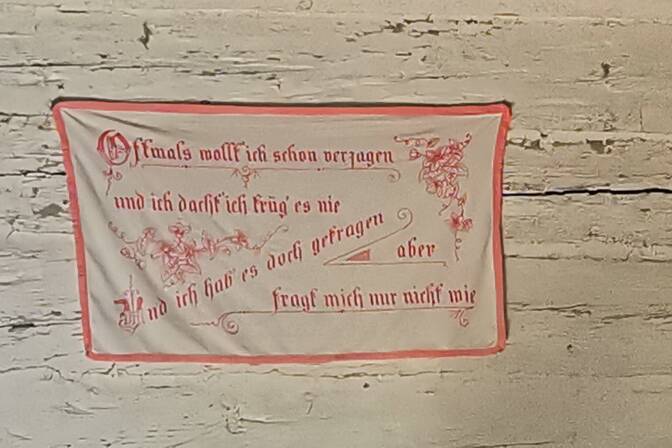 Oftmals wollt' ich schon verzagen
und ich dacht' ich trüg' es nie
Und ich hab' es doch getragen
aber
fragt mich nur nicht wie